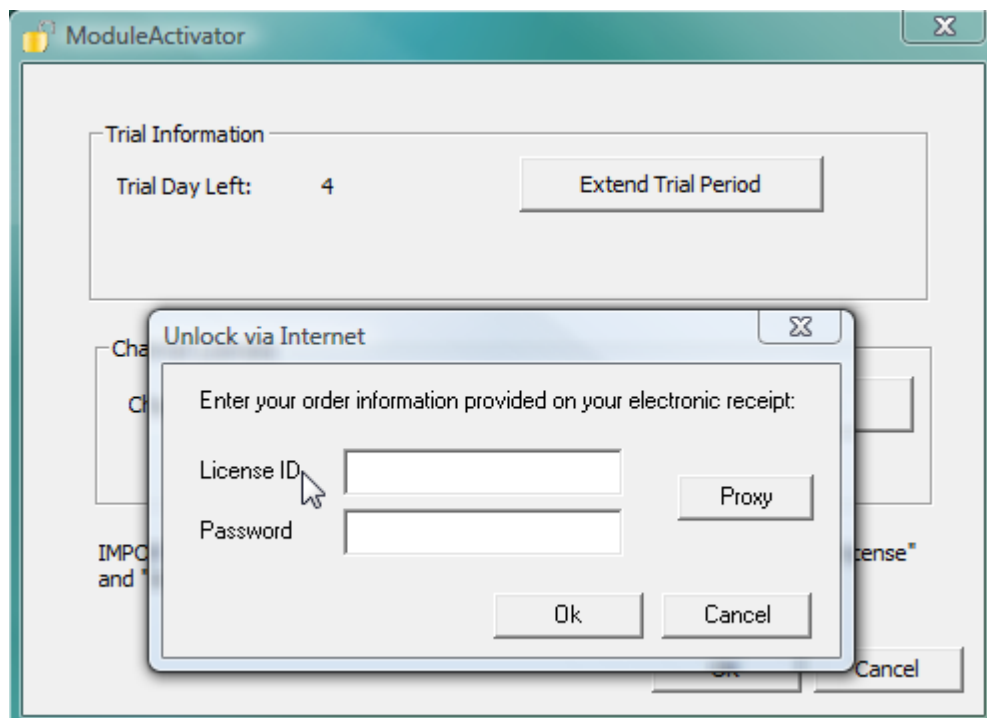 ModuleActivator
Trial Information
Trial Day Left: 4 Extend Trial Period
Unlock via Internet
Enter your order information provided on your electronic receipt:
License ID
Proxy
Password
and "
Ok Cancel
Cancel